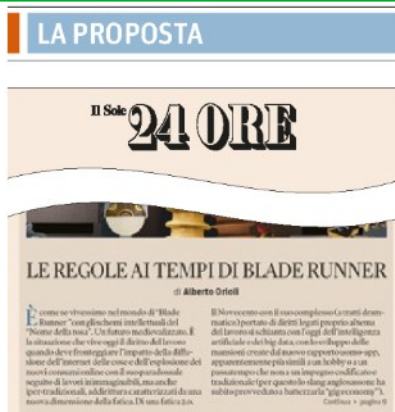 LA PROPOSTA
Il Sole
24 ORE
LE REGOLE AI TEMPI DI BLADE RUNNER
di Alberto Orioli
È come se vivessimo nel mondo di "Blade
Runner" con gli schemi intellettuali del
"Nome della rosa". Un futuro medievalizzato. È
la situazione che vive oggi il diritto del lavoro
quando deve fronteggiare l'impatto della diffu-
sione dell'internet delle cose e dell'esplosione dei
nuovi consumi online con il suo paradossale
seguito di lavori inimmaginabili, ma anche
iper-tradizionali, addirittura caratterizzati da una
nuova dimensione della fatica. Di una fatica 2.0.
Il Novecento con il suo complesso (a tratti dram-
matico) portato di diritti legati proprio al tema
del lavoro si schianta con l'oggi dell'intelligenza
artificiale e dei big data, con lo sviluppo delle
mansioni create dal nuovo rapporto uomo-app,
apparentemente più simili a un hobby o a un
passatempo che non a un impegno codificato e
tradizionale (per questo lo slang anglosassone ha
subito provveduto a battezzarla "gig economy").
Continua » pagina 9